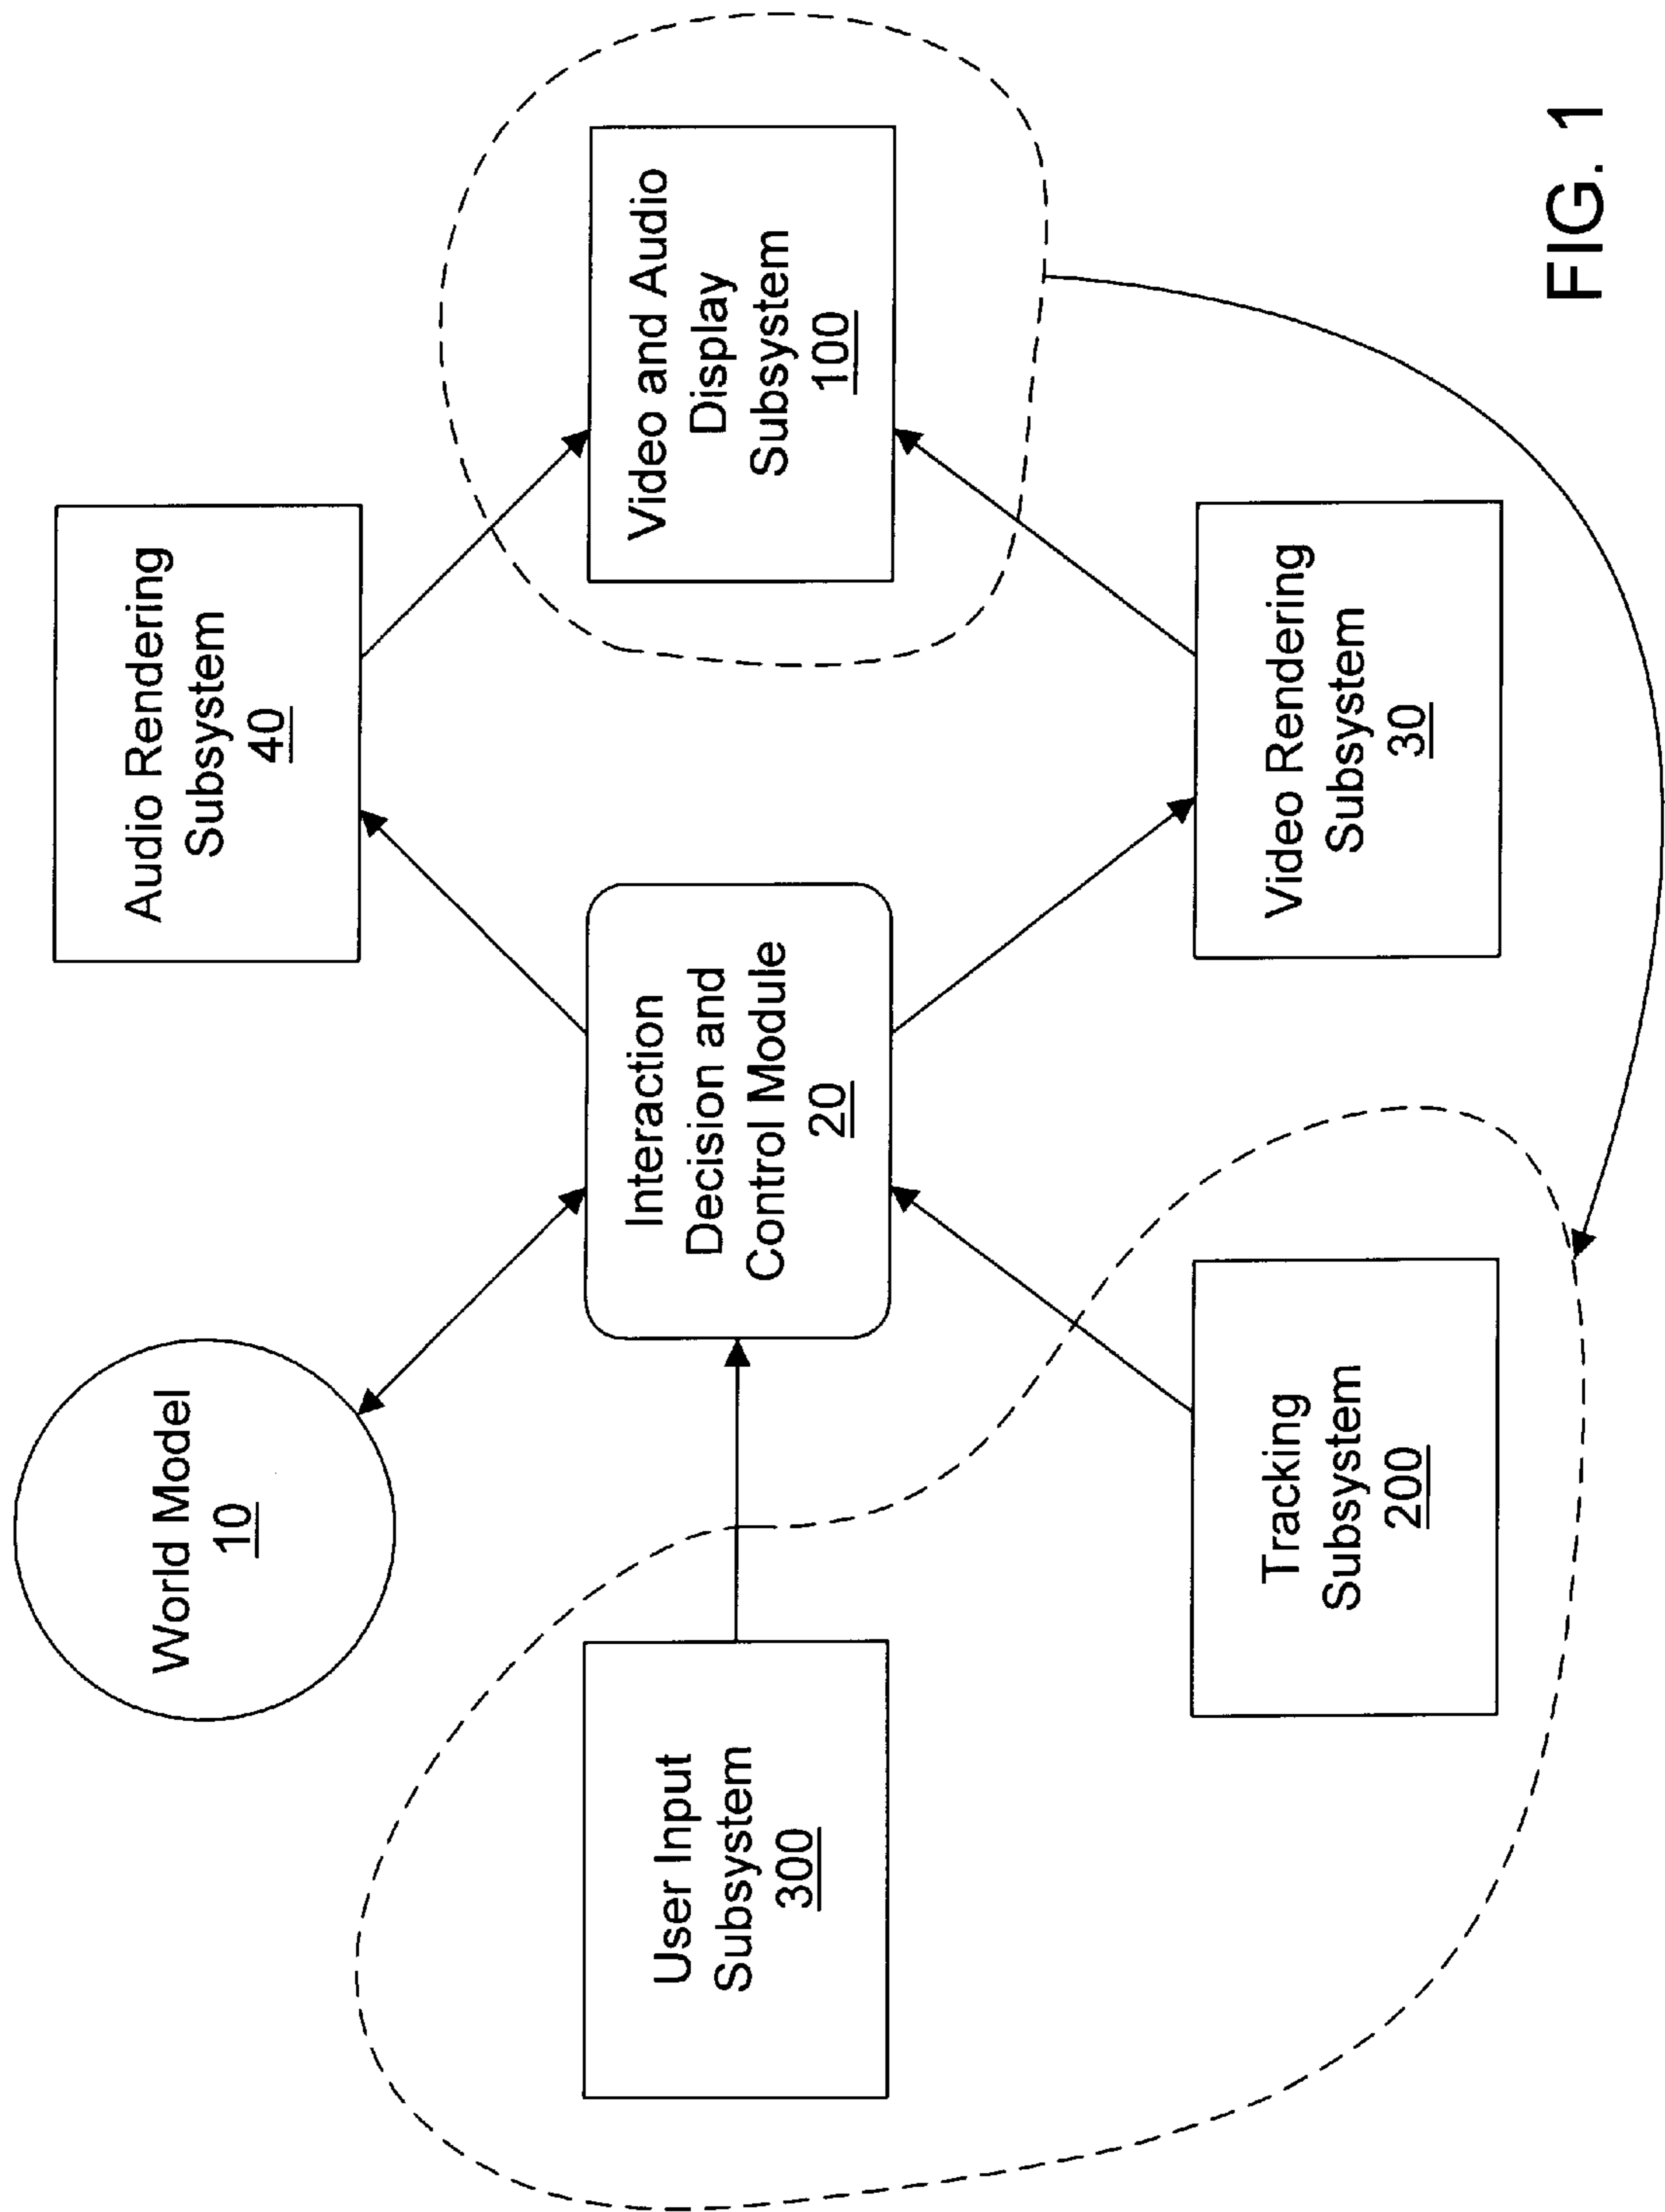 World Model
10
Audio Rendering
Subsystem
40
User Input
Subsystem
300
Interaction
Decision and
Control Module
20
Video and Audio
Display
Subsystem
100
Tracking
Subsystem
200
Video Rendering
Subsystem
30
FIG. 1